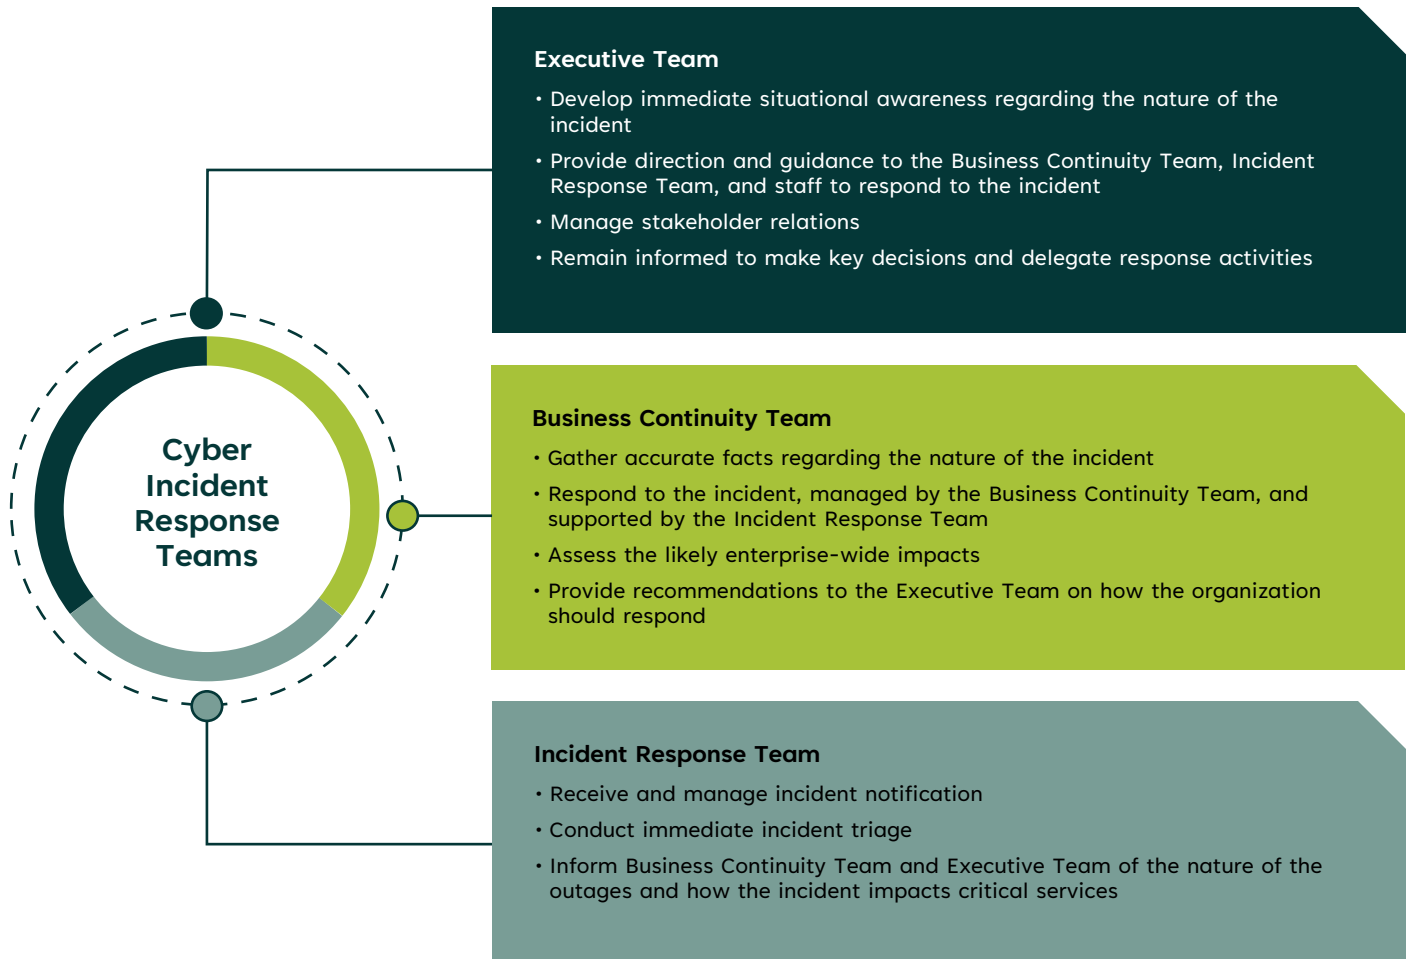 Cyber
Incident
Response
Teams
Executive Team
• Develop immediate situational awareness regarding the nature of the
incident
• Provide direction and guidance to the Business Continuity Team, Incident
Response Team, and staff to respond to the incident
• Manage stakeholder relations
• Remain informed to make key decisions and delegate response activities
Business Continuity Team
• Gather accurate facts regarding the nature of the incident
• Respond to the incident, managed by the Business Continuity Team, and
supported by the Incident Response Team
• Assess the likely enterprise-wide impacts
• Provide recommendations to the Executive Team on how the organization
should respond
Incident Response Team
• Receive and manage incident notification
• Conduct immediate incident triage
• Inform Business Continuity Team and Executive Team of the nature of the
outages and how the incident impacts critical services